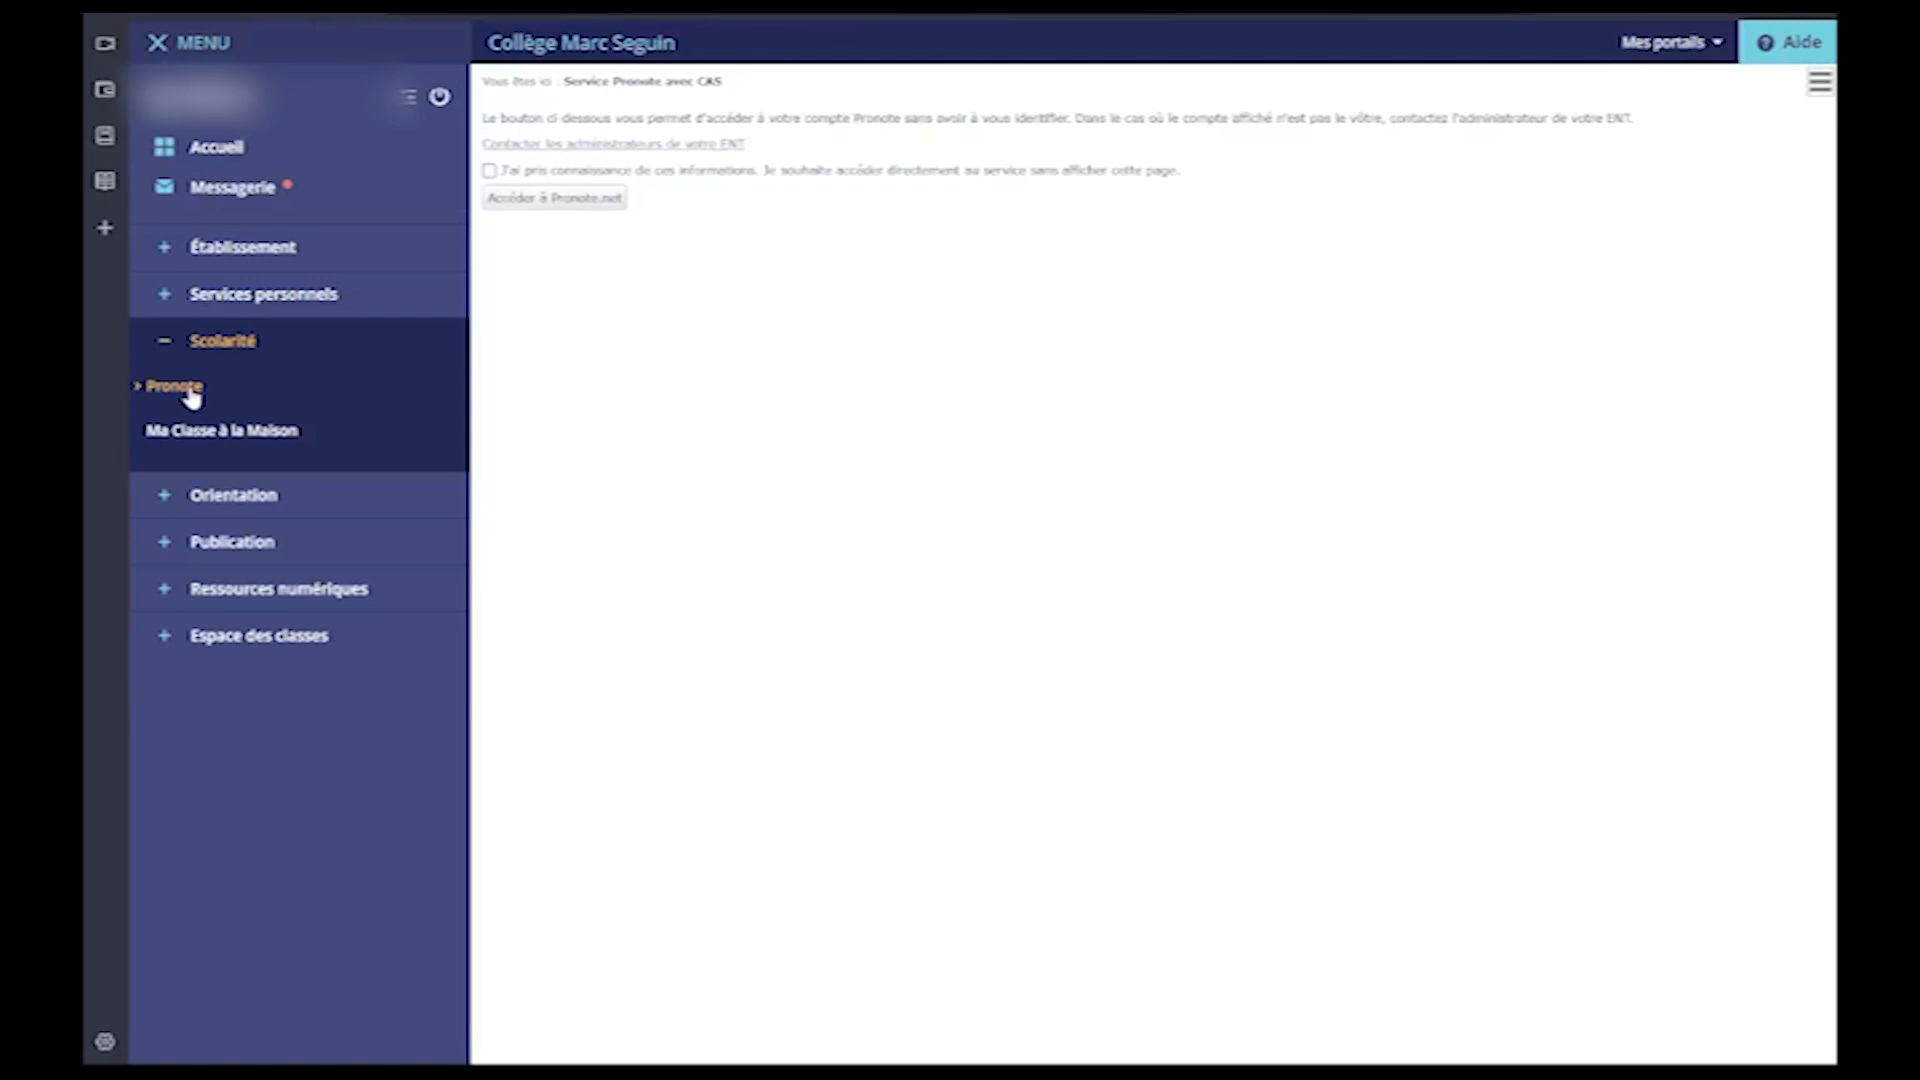 MENU
Collège Marc Seguin
Mes portails
Aide
Vous êtes ici : Service Pronote avec CAS
Le bouton ci-dessous vous permet d'accéder à votre compte Pronote sans avoir à vous identifier. Dans le cas où le compte affiché n'est pas le vôtre, contactez l'administrateur de votre ENT.
Contacter les administrateurs de votre ENT
J'ai pris connaissance de ces informations. Je souhaite accéder directement au service sans afficher cette page.
Accéder à Pronote.net
Accueil
Messagerie
+ Établissement
+ Services personnels
− Scolarité
> Pronote
Ma Classe à la Maison
+ Orientation
+ Publication
+ Ressources numériques
+ Espace des classes